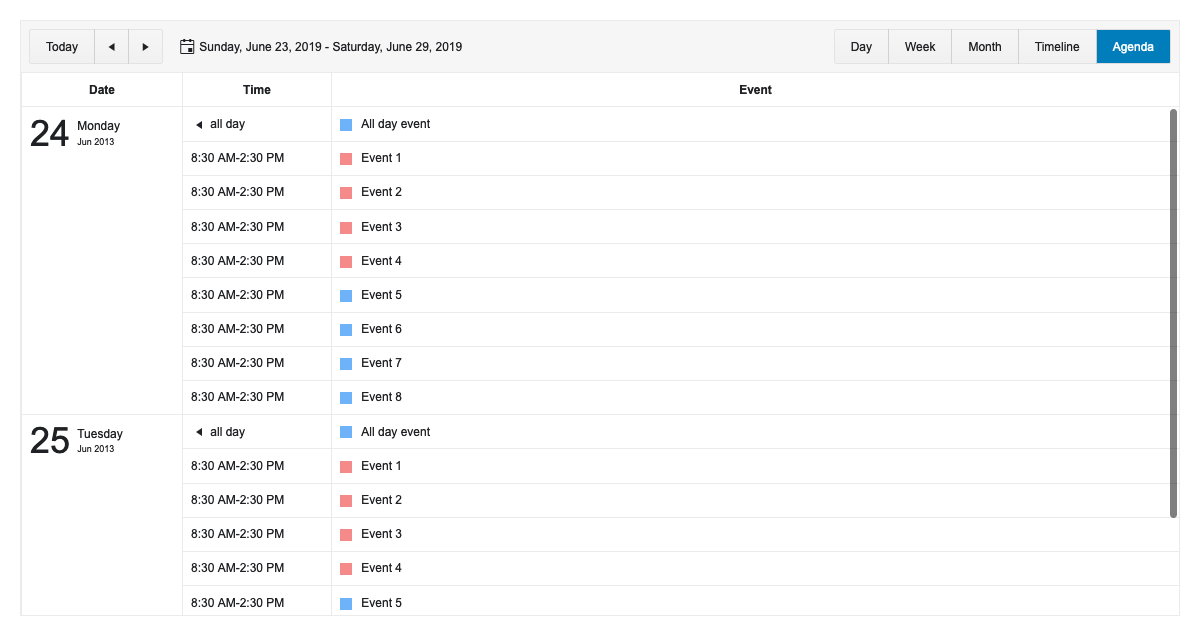 Today Sunday, June 23, 2019 - Saturday, June 29, 2019 Day Week Month Timeline Agenda
Date Time Event
24 Monday all day All day event
Jun 2013
8:30 AM-2:30 PM Event 1
8:30 AM-2:30 PM Event 2
8:30 AM-2:30 PM Event 3
8:30 AM-2:30 PM Event 4
8:30 AM-2:30 PM Event 5
8:30 AM-2:30 PM Event 6
8:30 AM-2:30 PM Event 7
8:30 AM-2:30 PM Event 8
25 Tuesday all day All day event
Jun 2013
8:30 AM-2:30 PM Event 1
8:30 AM-2:30 PM Event 2
8:30 AM-2:30 PM Event 3
8:30 AM-2:30 PM Event 4
8:30 AM-2:30 PM Event 5